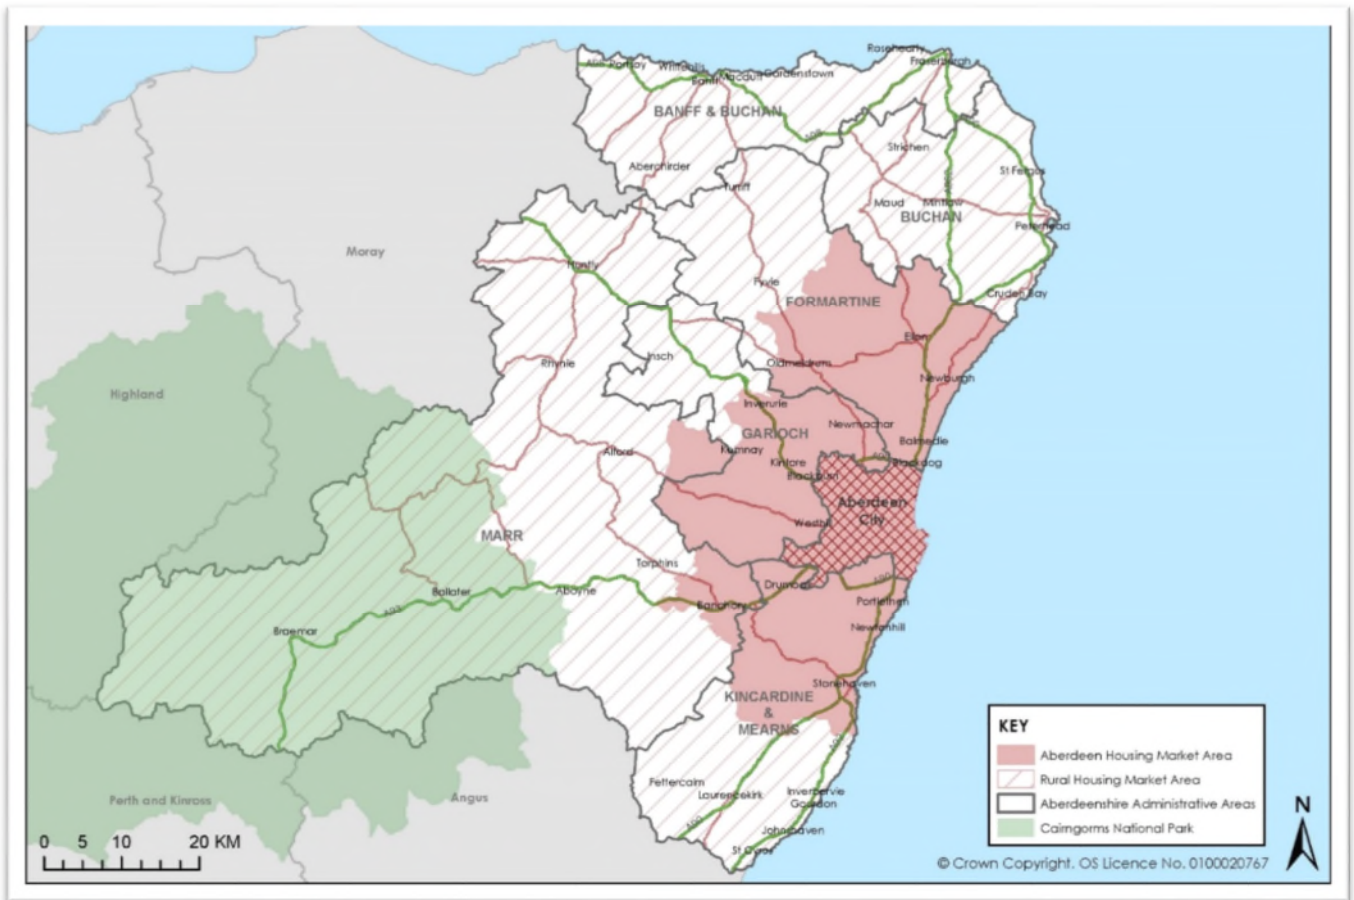 Rosehearty
Fraserburgh
Portsoy
Whitehills
Banff
Macduff
Gardenstown
BANFF & BUCHAN
Strichen
Aberchirder
St Fergus
Turriff
Maud
Mintlaw
BUCHAN
Peterhead
Moray
Huntly
Fyvie
Cruden Bay
FORMARTINE
Ellon
Insch
Rhynie
Oldmeldrum
Newburgh
Highland
Inverurie
Newmachar
GARIOCH
Balmedie
Kemnay
Alford
Kintore
Blackdog
Blackburn
Aberdeen
City
Westhill
MARR
Torphins
Drumoak
A90
Ballater
Aboyne
Banchory
Portlethen
A93
Braemar
Newtonhill
Stonehaven
KINCARDINE
&
MEARNS
Fettercairn
Laurencekirk
Inverbervie
Gourdon
Perth and Kinross
Angus
A90
Johnshaven
St Cyrus
KEY
Aberdeen Housing Market Area
Rural Housing Market Area
Aberdeenshire Administrative Areas
Cairngorms National Park
0 5 10 20 KM
N
© Crown Copyright. OS Licence No. 0100020767